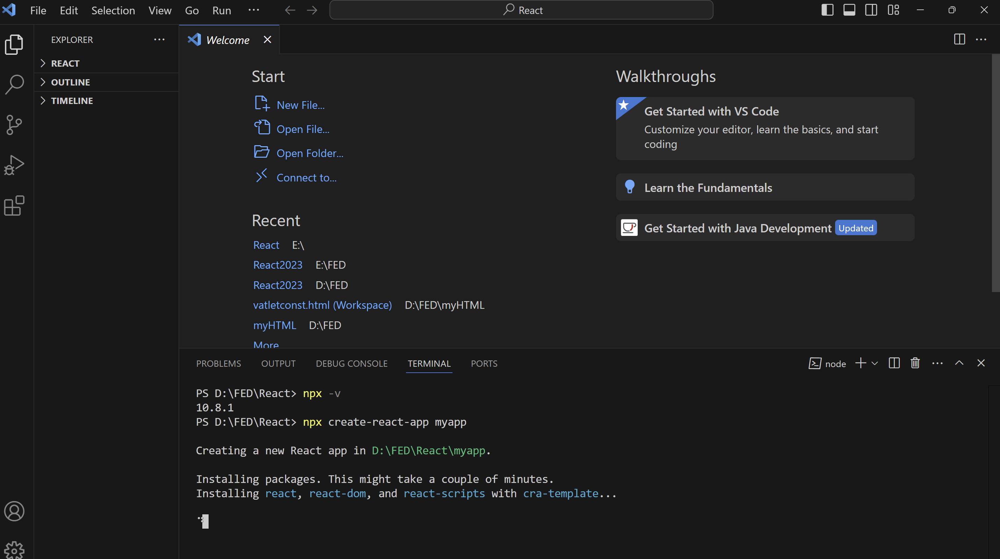 File Edit Selection View Go Run ··· React
EXPLORER ···
REACT
OUTLINE
TIMELINE
Welcome
Start
New File...
Open File...
Open Folder...
Connect to...
Recent
React E:\
React2023 E:\FED
React2023 D:\FED
vatletconst.html (Workspace) D:\FED\myHTML
myHTML D:\FED
More
Walkthroughs
Get Started with VS Code
Customize your editor, learn the basics, and start
coding
Learn the Fundamentals
Get Started with Java Development Updated
PROBLEMS OUTPUT DEBUG CONSOLE TERMINAL PORTS node
PS D:\FED\React> npx -v
10.8.1
PS D:\FED\React> npx create-react-app myapp
Creating a new React app in D:\FED\React\myapp.
Installing packages. This might take a couple of minutes.
Installing react, react-dom, and react-scripts with cra-template...